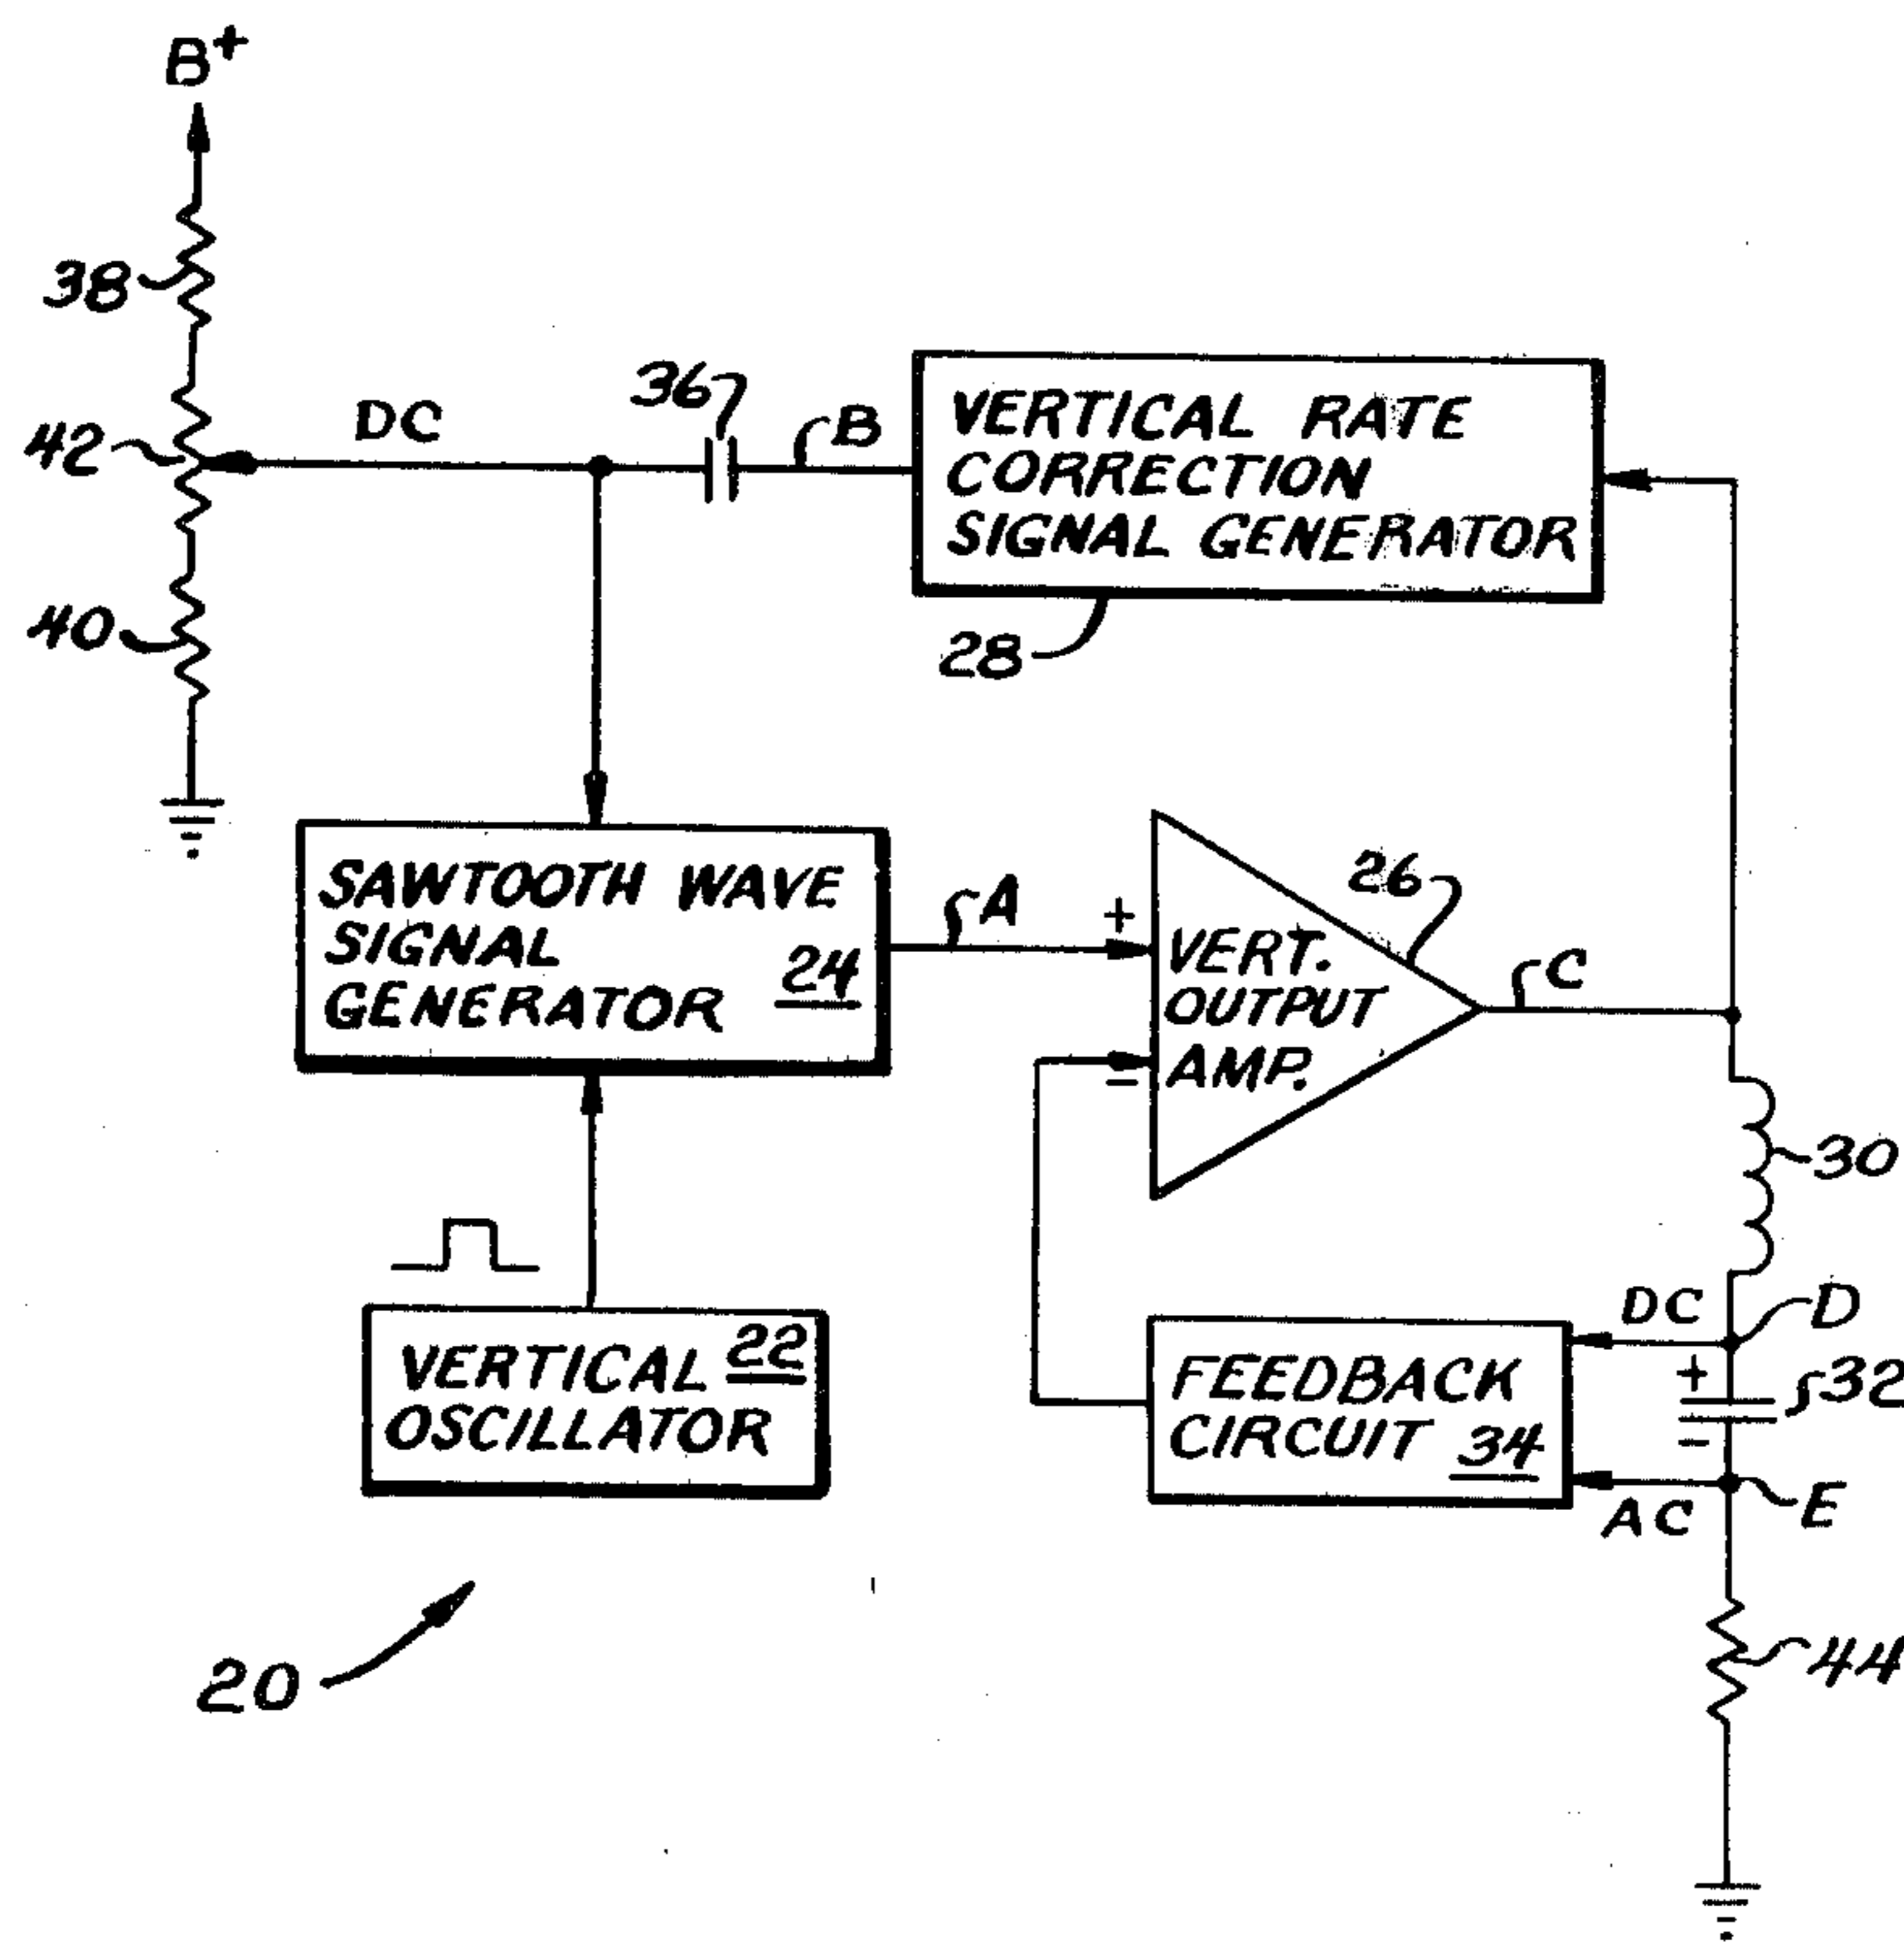 B+
38
42
DC
36
B
VERTICAL RATE
CORRECTION
SIGNAL GENERATOR
40
28
SAWTOOTH WAVE
SIGNAL
GENERATOR 24
A
+
VERT.
OUTPUT
AMP.
-
26
C
30
VERTICAL 22
OSCILLATOR
FEEDBACK
CIRCUIT 34
DC
D
+
32
-
AC
E
20
44